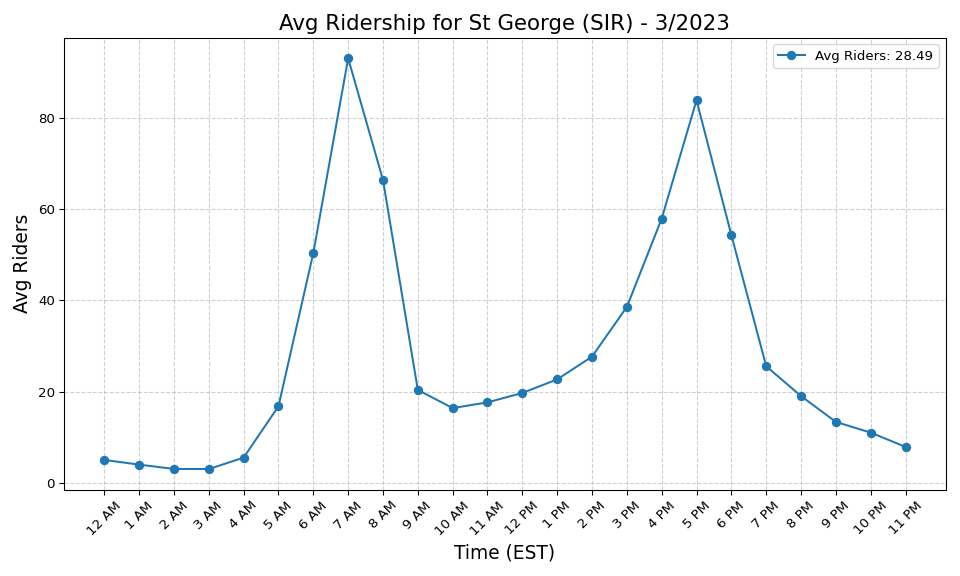 Avg Ridership for St George (SIR) - 3/2023
Avg Riders: 28.49
Avg Riders
80
60
40
20
0
12 AM
1 AM
2 AM
3 AM
4 AM
5 AM
6 AM
7 AM
8 AM
9 AM
10 AM
11 AM
12 PM
1 PM
2 PM
3 PM
4 PM
5 PM
6 PM
7 PM
8 PM
9 PM
10 PM
11 PM
Time (EST)